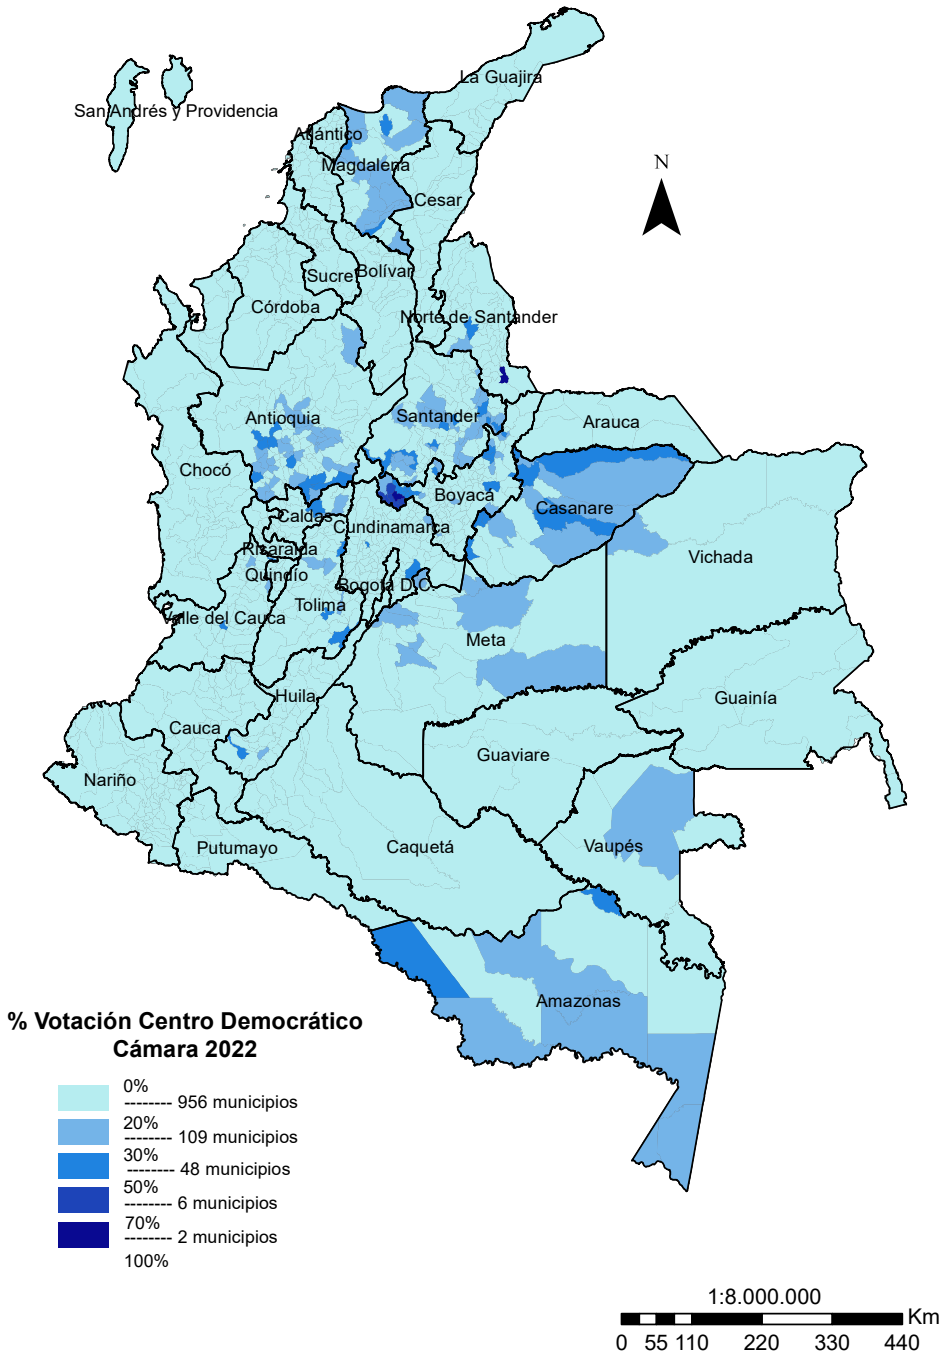 La Guajira
San Andrés y Providencia
Atlántico
N
Magdalena
Cesar
Sucre
Bolívar
Córdoba
Norte de Santander
Antioquia
Santander
Arauca
Chocó
Boyacá
Casanare
Caldas
Cundinamarca
Risaralda
Vichada
Quindío
Bogotá D.C.
Tolima
Valle del Cauca
Meta
Huila
Guainía
Cauca
Guaviare
Nariño
Putumayo
Caquetá
Vaupés
Amazonas
% Votación Centro Democrático
Cámara 2022
0%
-------- 956 municipios
20%
-------- 109 municipios
30%
-------- 48 municipios
50%
-------- 6 municipios
70%
-------- 2 municipios
100%
1:8.000.000
Km
0 55 110 220 330 440